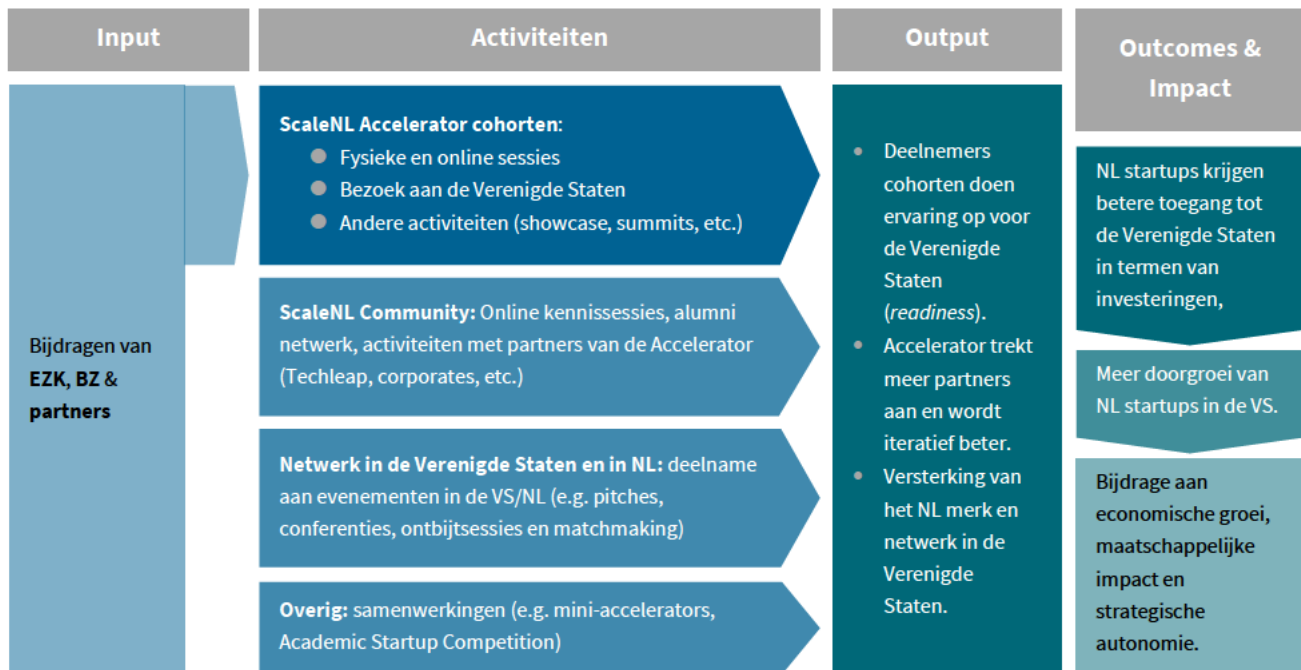 Input
Activiteiten
Output
Outcomes &
Impact
Bijdragen van
EZK, BZ &
partners
ScaleNL Accelerator cohorten:
Fysieke en online sessies
Bezoek aan de Verenigde Staten
Andere activiteiten (showcase, summits, etc.)
ScaleNL Community: Online kennissessies, alumni
netwerk, activiteiten met partners van de Accelerator
(Techleap, corporates, etc.)
Netwerk in de Verenigde Staten en in NL: deelname
aan evenementen in de VS/NL (e.g. pitches,
conferenties, ontbijtsessies en matchmaking)
Overig: samenwerkingen (e.g. mini-accelerators,
Academic Startup Competition)
Deelnemers
cohorten doen
ervaring op voor
de Verenigde
Staten
(readiness).
Accelerator trekt
meer partners
aan en wordt
iteratief beter.
Versterking van
het NL merk en
netwerk in de
Verenigde
Staten.
NL startups krijgen
betere toegang tot
de Verenigde Staten
in termen van
investeringen,
Meer doorgroei van
NL startups in de VS.
Bijdrage aan
economische groei,
maatschappelijke
impact en
strategische
autonomie.